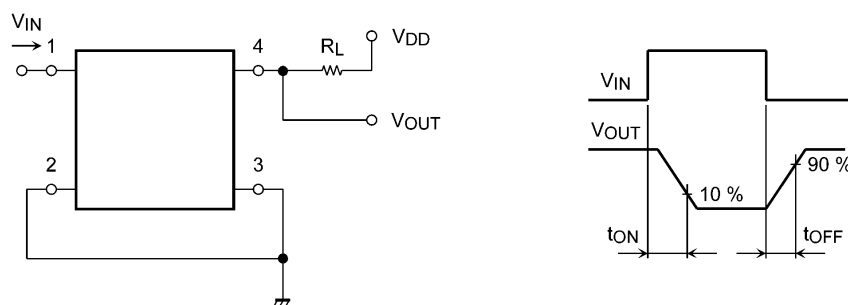 VIN
1
4
RL
VDD
VOUT
2
3
VIN
VOUT
10 %
90 %
tON
tOFF